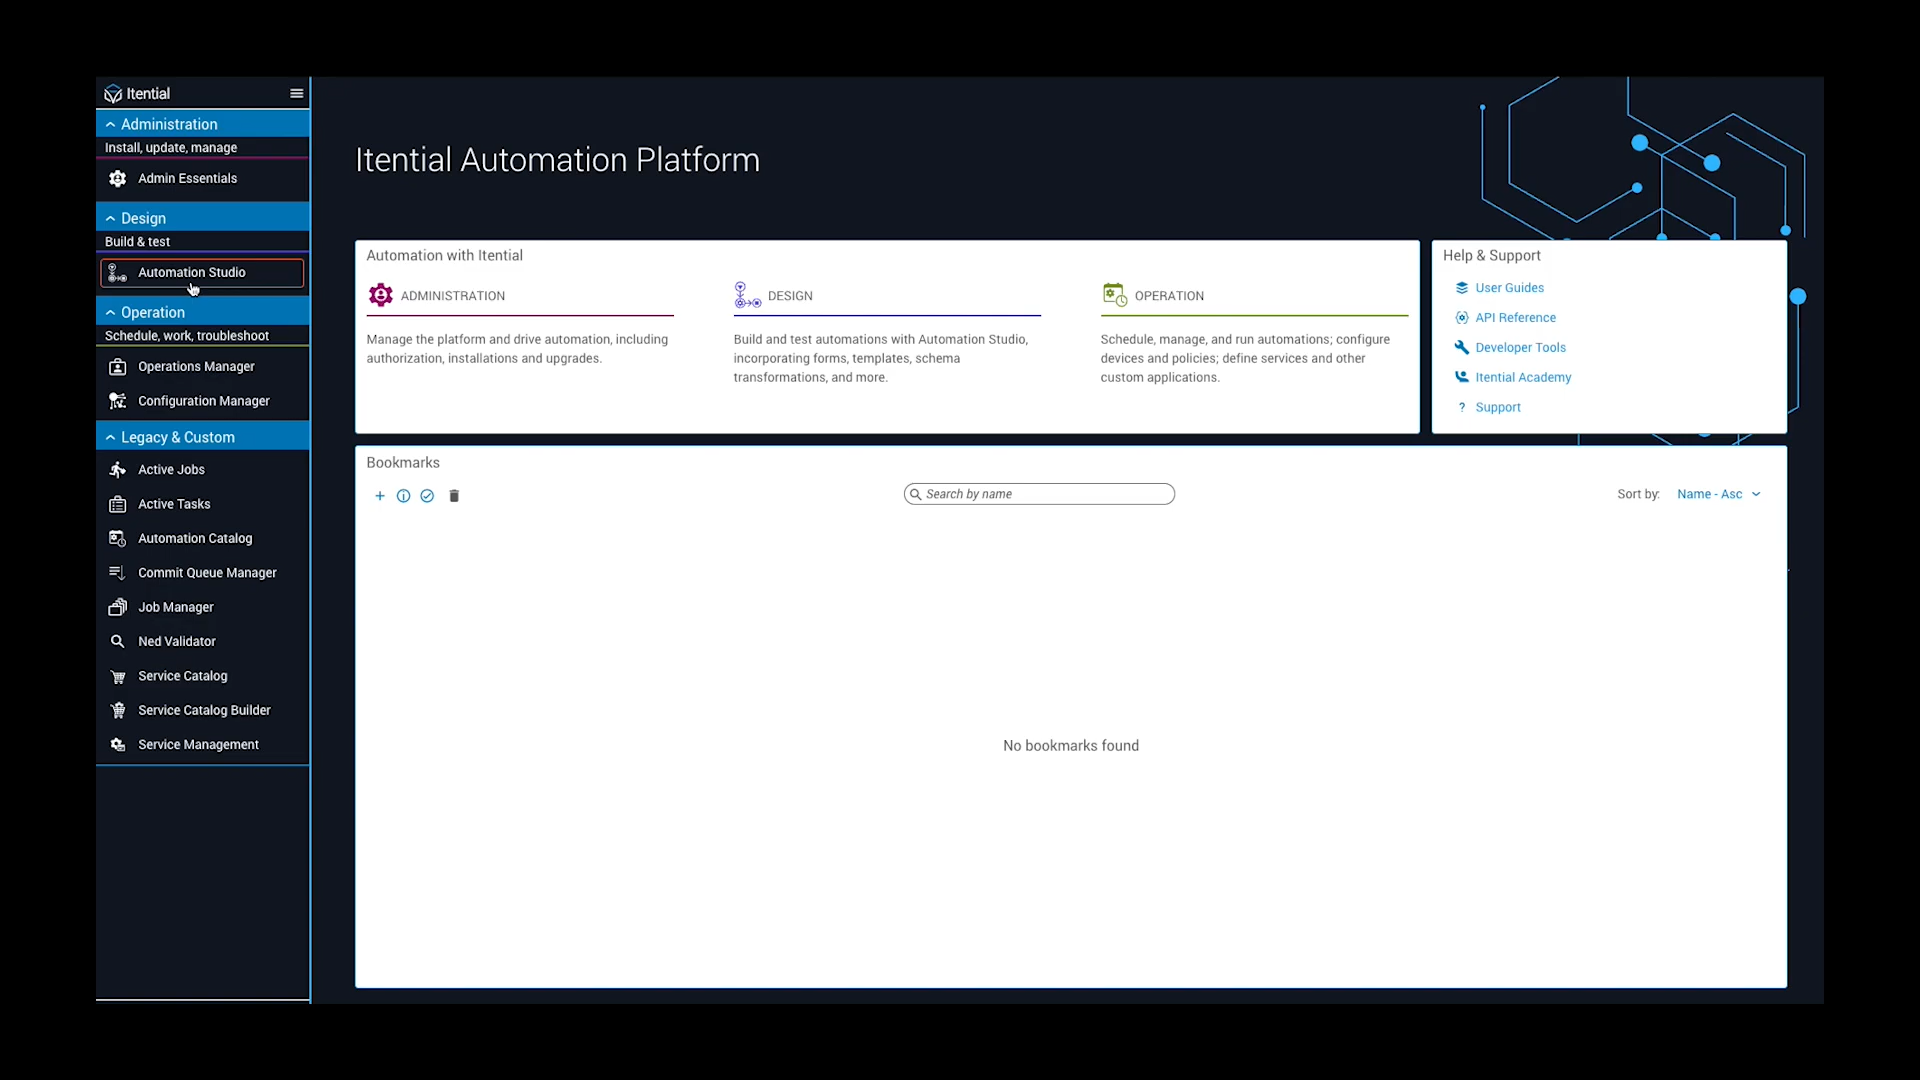 Itential
Administration
Install, update, manage
Admin Essentials
Design
Build & test
Automation Studio
Operation
Schedule, work, troubleshoot
Operations Manager
Configuration Manager
Legacy & Custom
Active Jobs
Active Tasks
Automation Catalog
Commit Queue Manager
Job Manager
Ned Validator
Service Catalog
Service Catalog Builder
Service Management
Itential Automation Platform
Automation with Itential
ADMINISTRATION
Manage the platform and drive automation, including
authorization, installations and upgrades.
DESIGN
Build and test automations with Automation Studio,
incorporating forms, templates, schema
transformations, and more.
OPERATION
Schedule, manage, and run automations; configure
devices and policies; define services and other
custom applications.
Help & Support
User Guides
API Reference
Developer Tools
Itential Academy
? Support
Bookmarks
Search by name
Sort by: Name - Asc
No bookmarks found